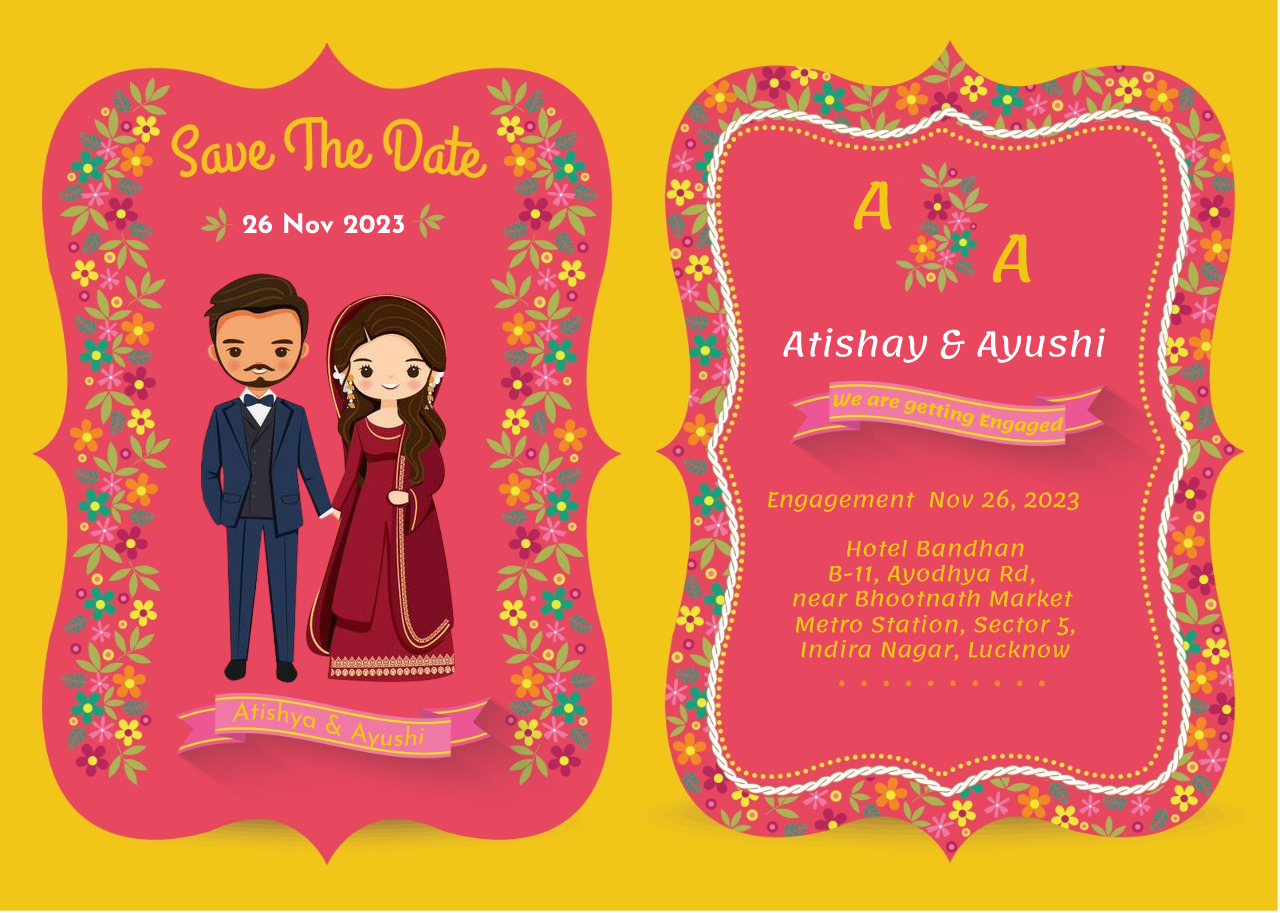 Save The Date
26 Nov 2023
Atishya & Ayushi
A
A
Atishay & Ayushi
We are getting Engaged
Engagement Nov 26, 2023
Hotel Bandhan
B-11, Ayodhya Rd,
near Bhootnath Market
Metro Station, Sector 5,
Indira Nagar, Lucknow